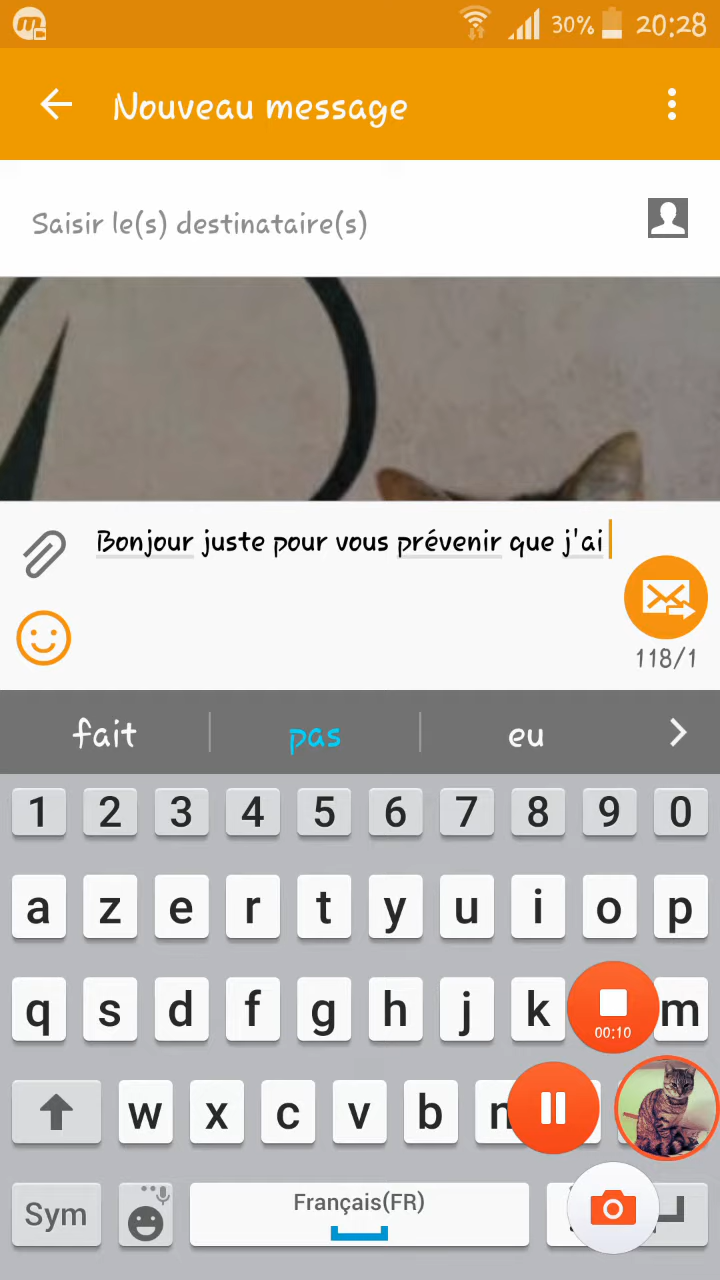 30% 20:28
Nouveau message
Saisir le(s) destinataire(s)
Bonjour juste pour vous prévenir que j'ai
118/1
fait pas eu
1 2 3 4 5 6 7 8 9 0
a z e r t y u i o p
q s d f g h j k m
00:10
w x c v b n
Sym Français(FR)